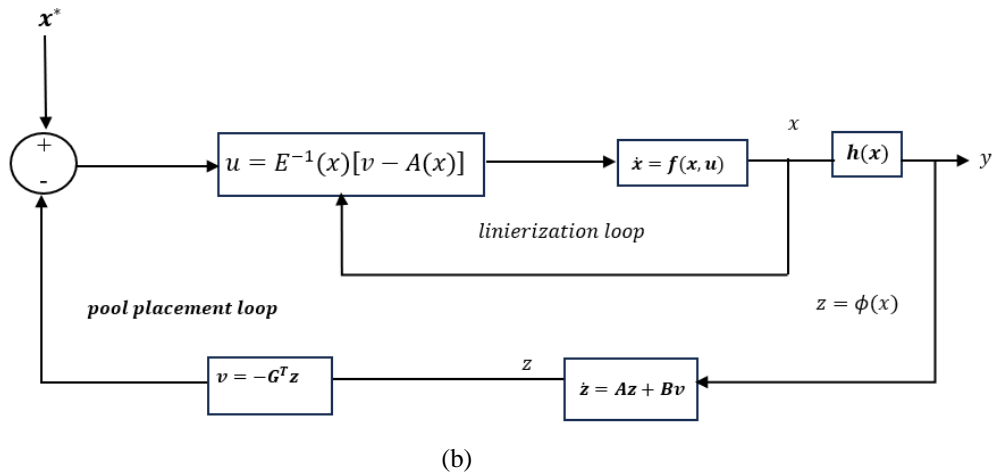 x*
+
-
u = E⁻¹(x)[v − A(x)]
ẋ = f(x, u)
x
h(x)
y
linierization loop
z = ϕ(x)
pool placement loop
v = −Gᵀz
z
ż = Az + Bv
(b)